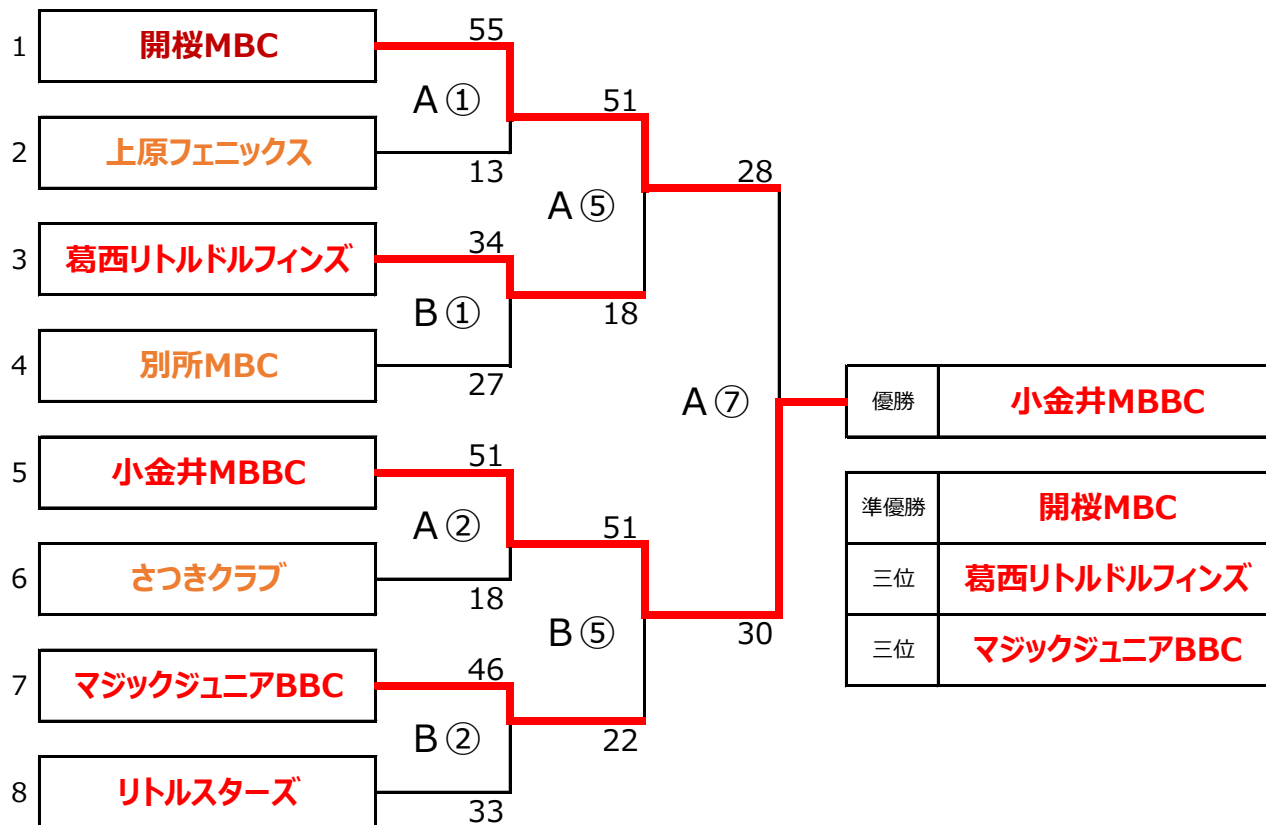 1 開桜MBC 55
A① 51
2 上原フェニックス 13
28
A⑤
3 葛西リトルドルフィンズ 34
B① 18
4 別所MBC 27
A⑦
優勝 小金井MBBC
5 小金井MBBC 51
A② 51
準優勝 開桜MBC
6 さつきクラブ 18
三位 葛西リトルドルフィンズ
B⑤ 30
三位 マジックジュニアBBC
7 マジックジュニアBBC 46
B② 22
8 リトルスターズ 33